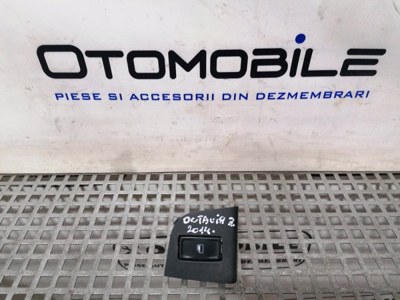 OTOMOBILE
PIESE SI ACCESORII DIN DEZMEMBRARI
OCTAVIA 2
2014.